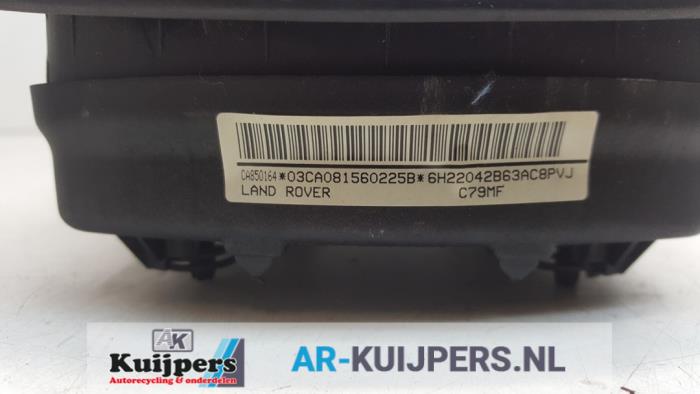 CA850164*03CA081560225B*6H22042B63AC8PVJ
LAND ROVER C79MF
AK
Kuijpers
Autorecycling & onderdelen
AR-KUIJPERS.NL